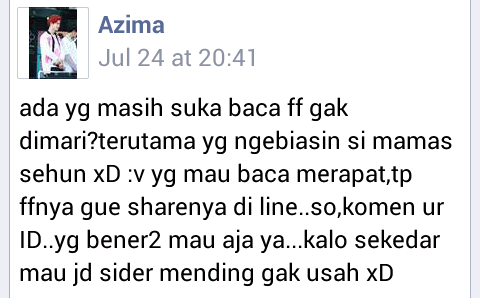 Azima
Jul 24 at 20:41
ada yg masih suka baca ff gak
dimari?terutama yg ngebiasin si mamas
sehun xD :v yg mau baca merapat,tp
ffnya gue sharenya di line..so,komen ur
ID..yg bener2 mau aja ya...kalo sekedar
mau jd sider mending gak usah xD